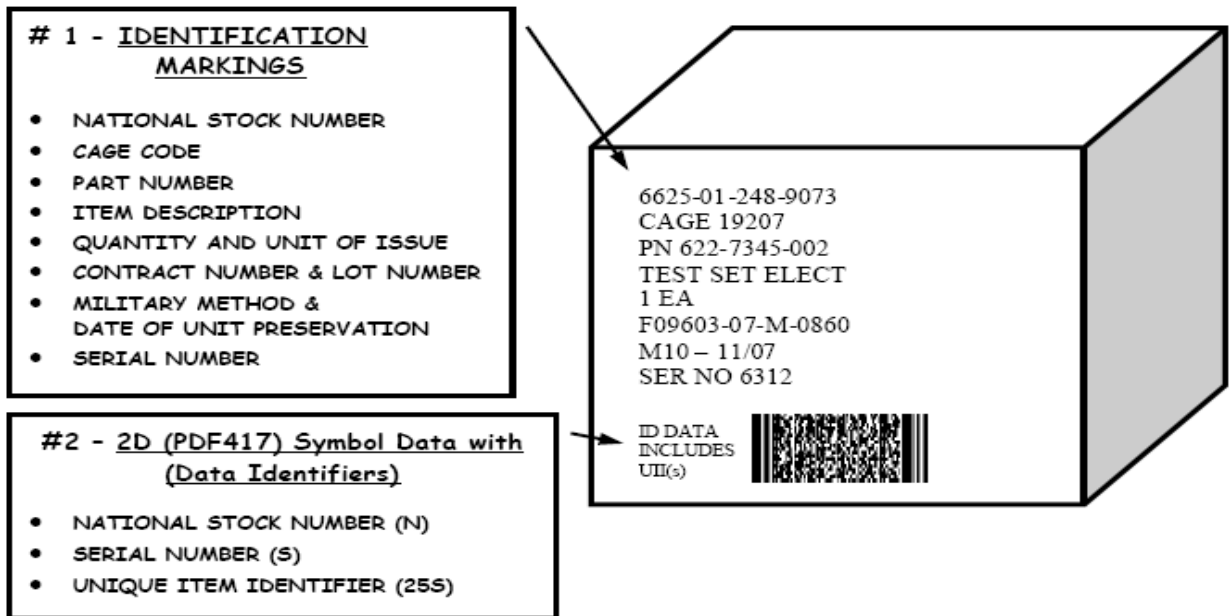 # 1 - IDENTIFICATION
MARKINGS
• NATIONAL STOCK NUMBER
• CAGE CODE
• PART NUMBER
• ITEM DESCRIPTION
• QUANTITY AND UNIT OF ISSUE
• CONTRACT NUMBER & LOT NUMBER
• MILITARY METHOD &
DATE OF UNIT PRESERVATION
• SERIAL NUMBER
#2 - 2D (PDF417) Symbol Data with
(Data Identifiers)
• NATIONAL STOCK NUMBER (N)
• SERIAL NUMBER (S)
• UNIQUE ITEM IDENTIFIER (25S)
6625-01-248-9073
CAGE 19207
PN 622-7345-002
TEST SET ELECT
1 EA
F09603-07-M-0860
M10 – 11/07
SER NO 6312
ID DATA
INCLUDES
UII(s)